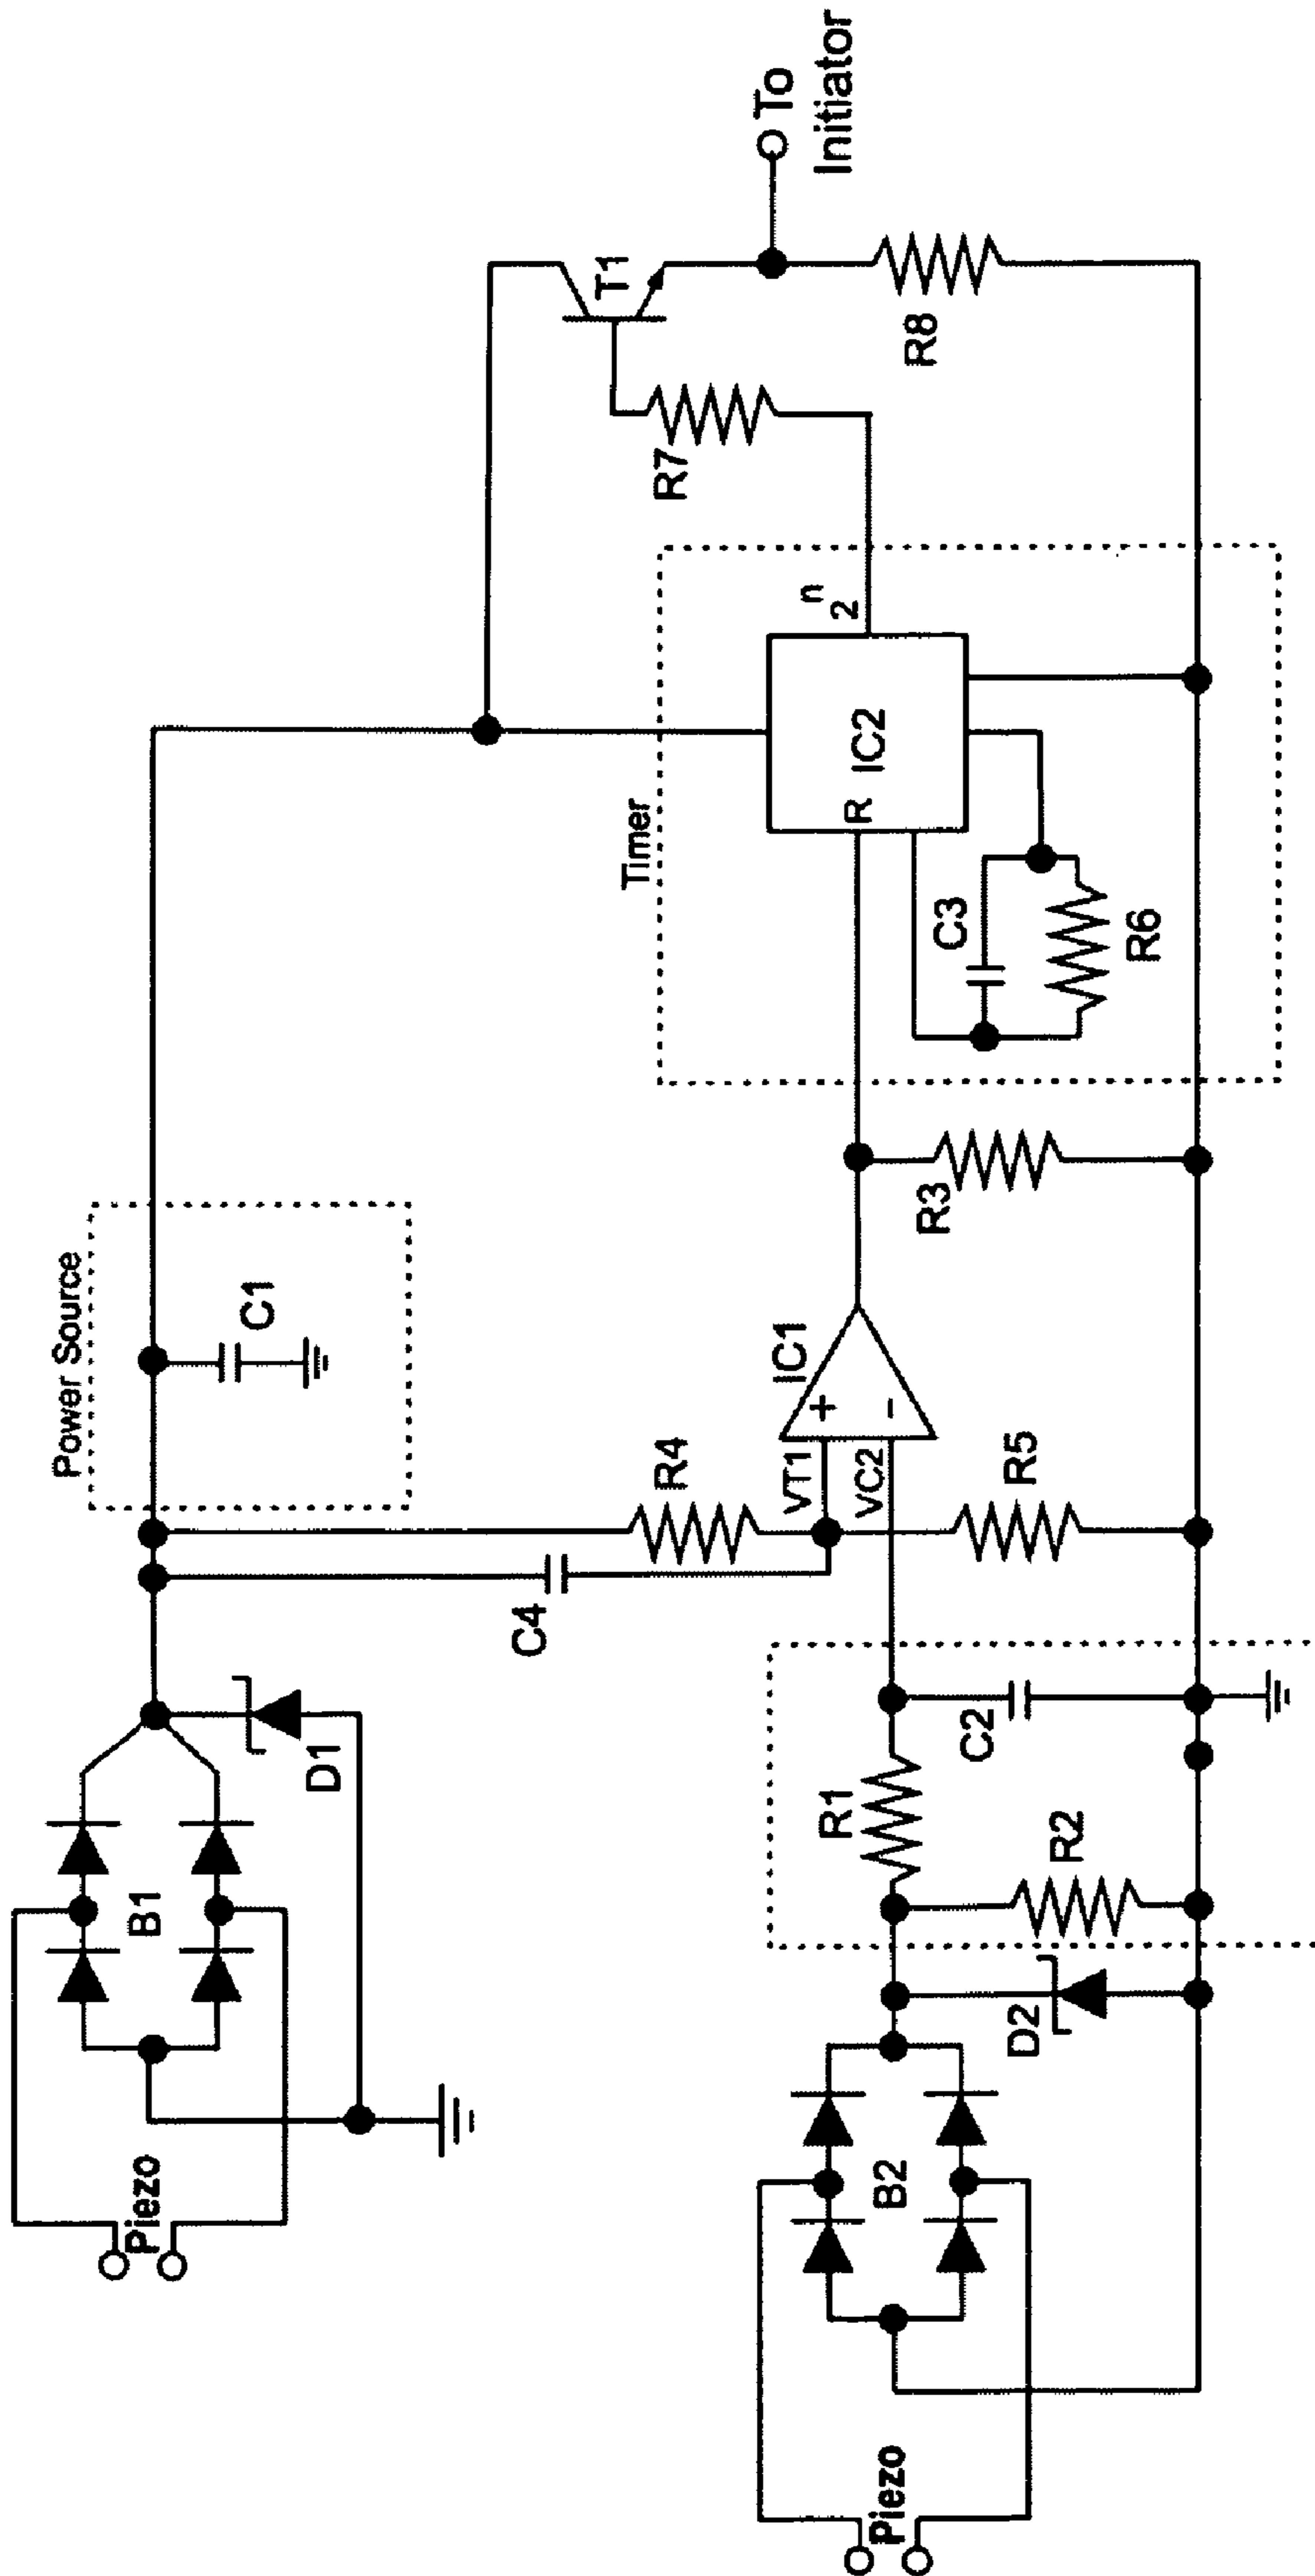 Piezo
B1
D1
Power Source
C1
C4
R4
VT1
VC2
IC1
R5
R3
Timer
R
IC2
2
n
C3
R6
R7
T1
R8
To
Initiator
Piezo
B2
D2
R2
R1
C2